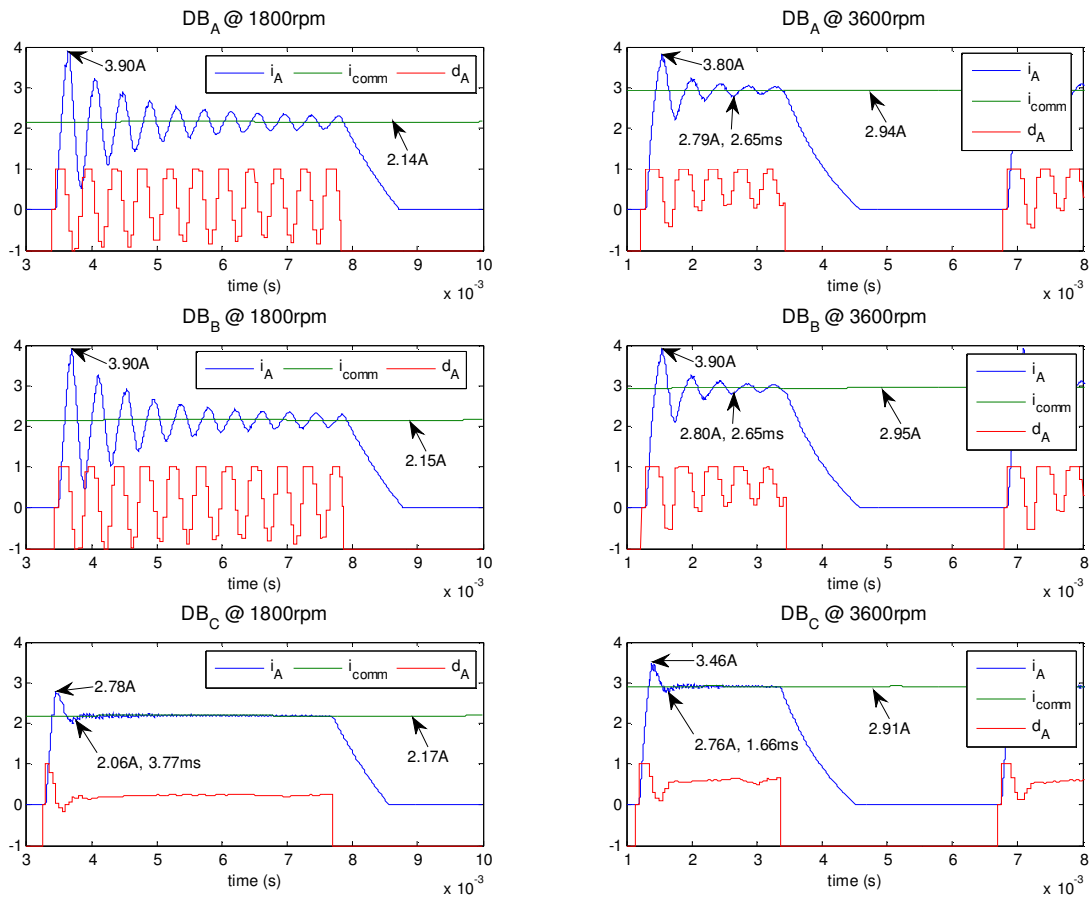 DB_A @ 1800rpm
4
3
2
1
0
-1
3.90A
i_A
i_comm
d_A
2.14A
3 4 5 6 7 8 9 10
time (s)
x 10^-3
DB_A @ 3600rpm
4
3
2
1
0
-1
3.80A
2.79A, 2.65ms
2.94A
i_A
i_comm
d_A
1 2 3 4 5 6 7 8
time (s)
x 10^-3
DB_B @ 1800rpm
4
3
2
1
0
-1
3.90A
i_A
i_comm
d_A
2.15A
3 4 5 6 7 8 9 10
time (s)
x 10^-3
DB_B @ 3600rpm
4
3
2
1
0
-1
3.90A
2.80A, 2.65ms
2.95A
i_A
i_comm
d_A
1 2 3 4 5 6 7 8
time (s)
x 10^-3
DB_C @ 1800rpm
4
3
2
1
0
-1
2.78A
2.06A, 3.77ms
i_A
i_comm
d_A
2.17A
3 4 5 6 7 8 9 10
time (s)
x 10^-3
DB_C @ 3600rpm
4
3
2
1
0
-1
3.46A
2.76A, 1.66ms
2.91A
i_A
i_comm
d_A
1 2 3 4 5 6 7 8
time (s)
x 10^-3